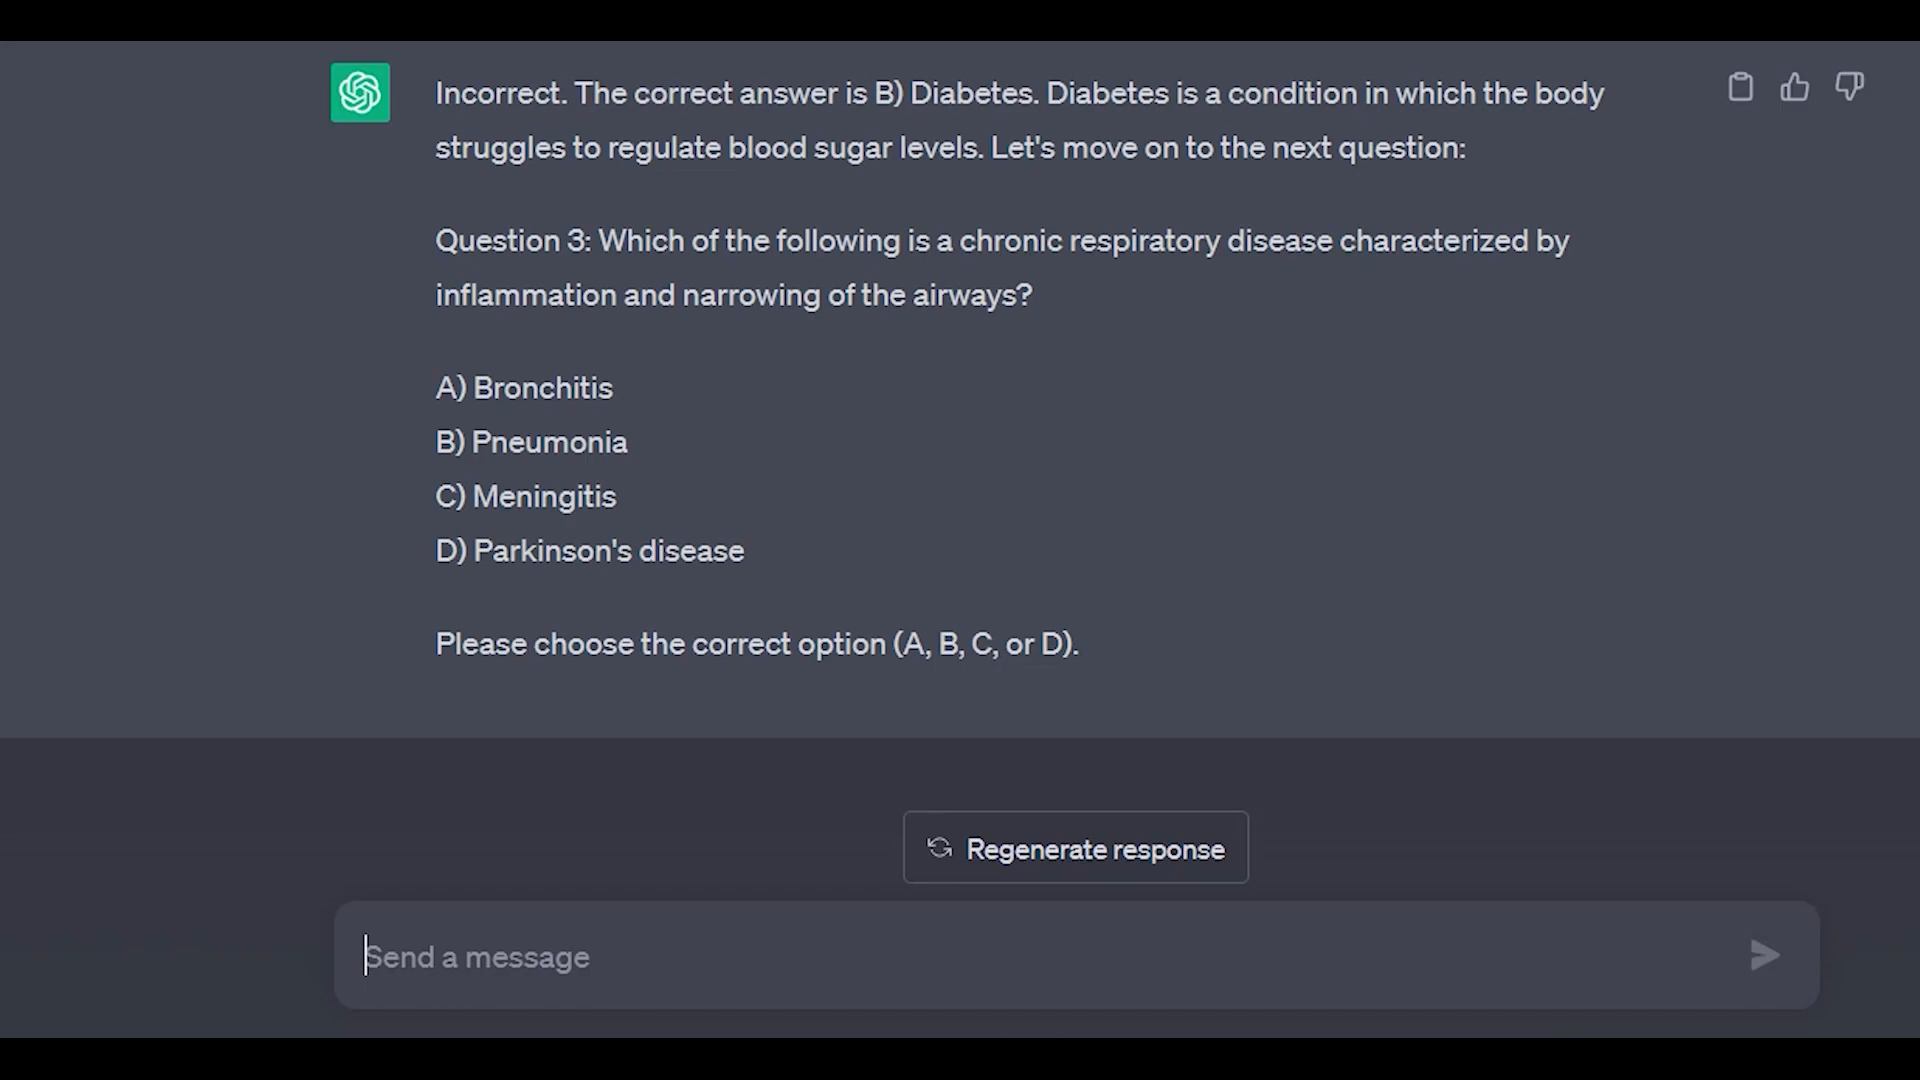 Incorrect. The correct answer is B) Diabetes. Diabetes is a condition in which the body
struggles to regulate blood sugar levels. Let's move on to the next question:
Question 3: Which of the following is a chronic respiratory disease characterized by
inflammation and narrowing of the airways?
A) Bronchitis
B) Pneumonia
C) Meningitis
D) Parkinson's disease
Please choose the correct option (A, B, C, or D).
Regenerate response
Send a message